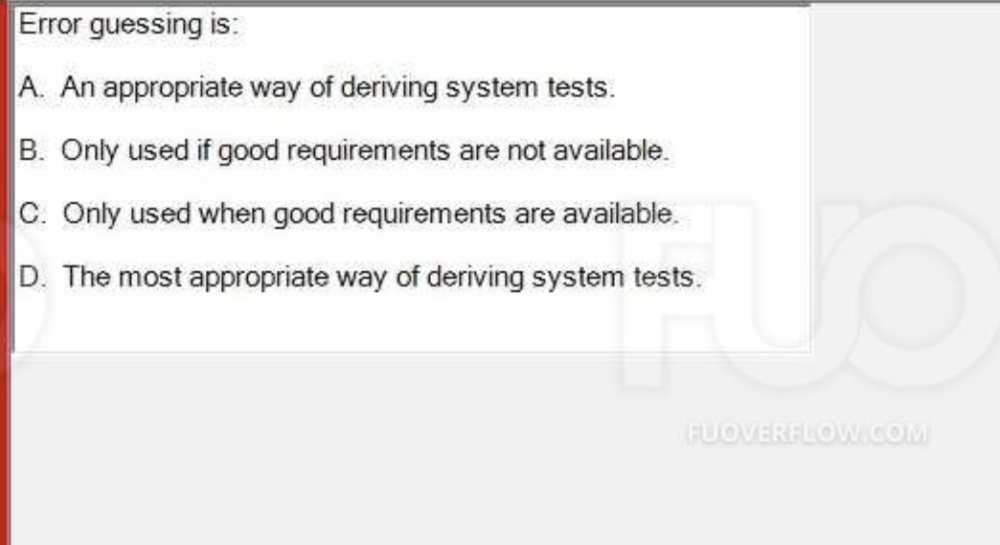 Error guessing is:
A. An appropriate way of deriving system tests.
B. Only used if good requirements are not available.
C. Only used when good requirements are available.
D. The most appropriate way of deriving system tests.
FUO
FUOVERFLOW.COM